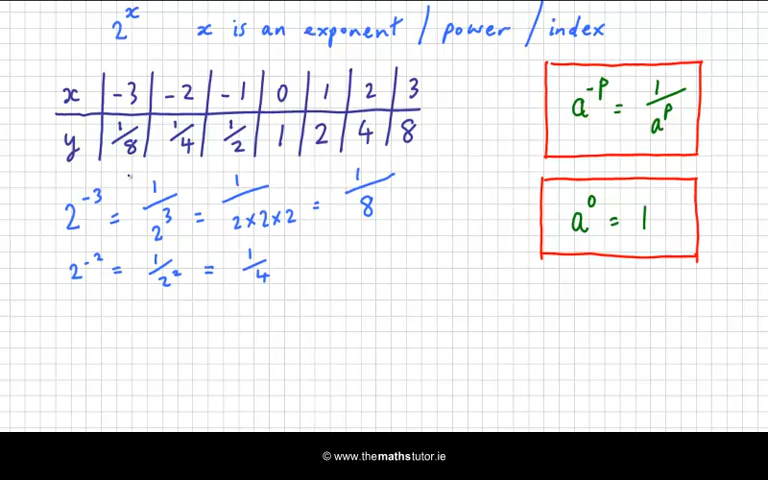 2^x x is an exponent / power / index
x | -3 | -2 | -1 | 0 | 1 | 2 | 3
y | 1/8 | 1/4 | 1/2 | 1 | 2 | 4 | 8
a^-p = 1/a^p
2^-3 = 1/2^3 = 1/(2×2×2) = 1/8
a^0 = 1
2^-2 = 1/2^2 = 1/4
© www.themathstutor.ie